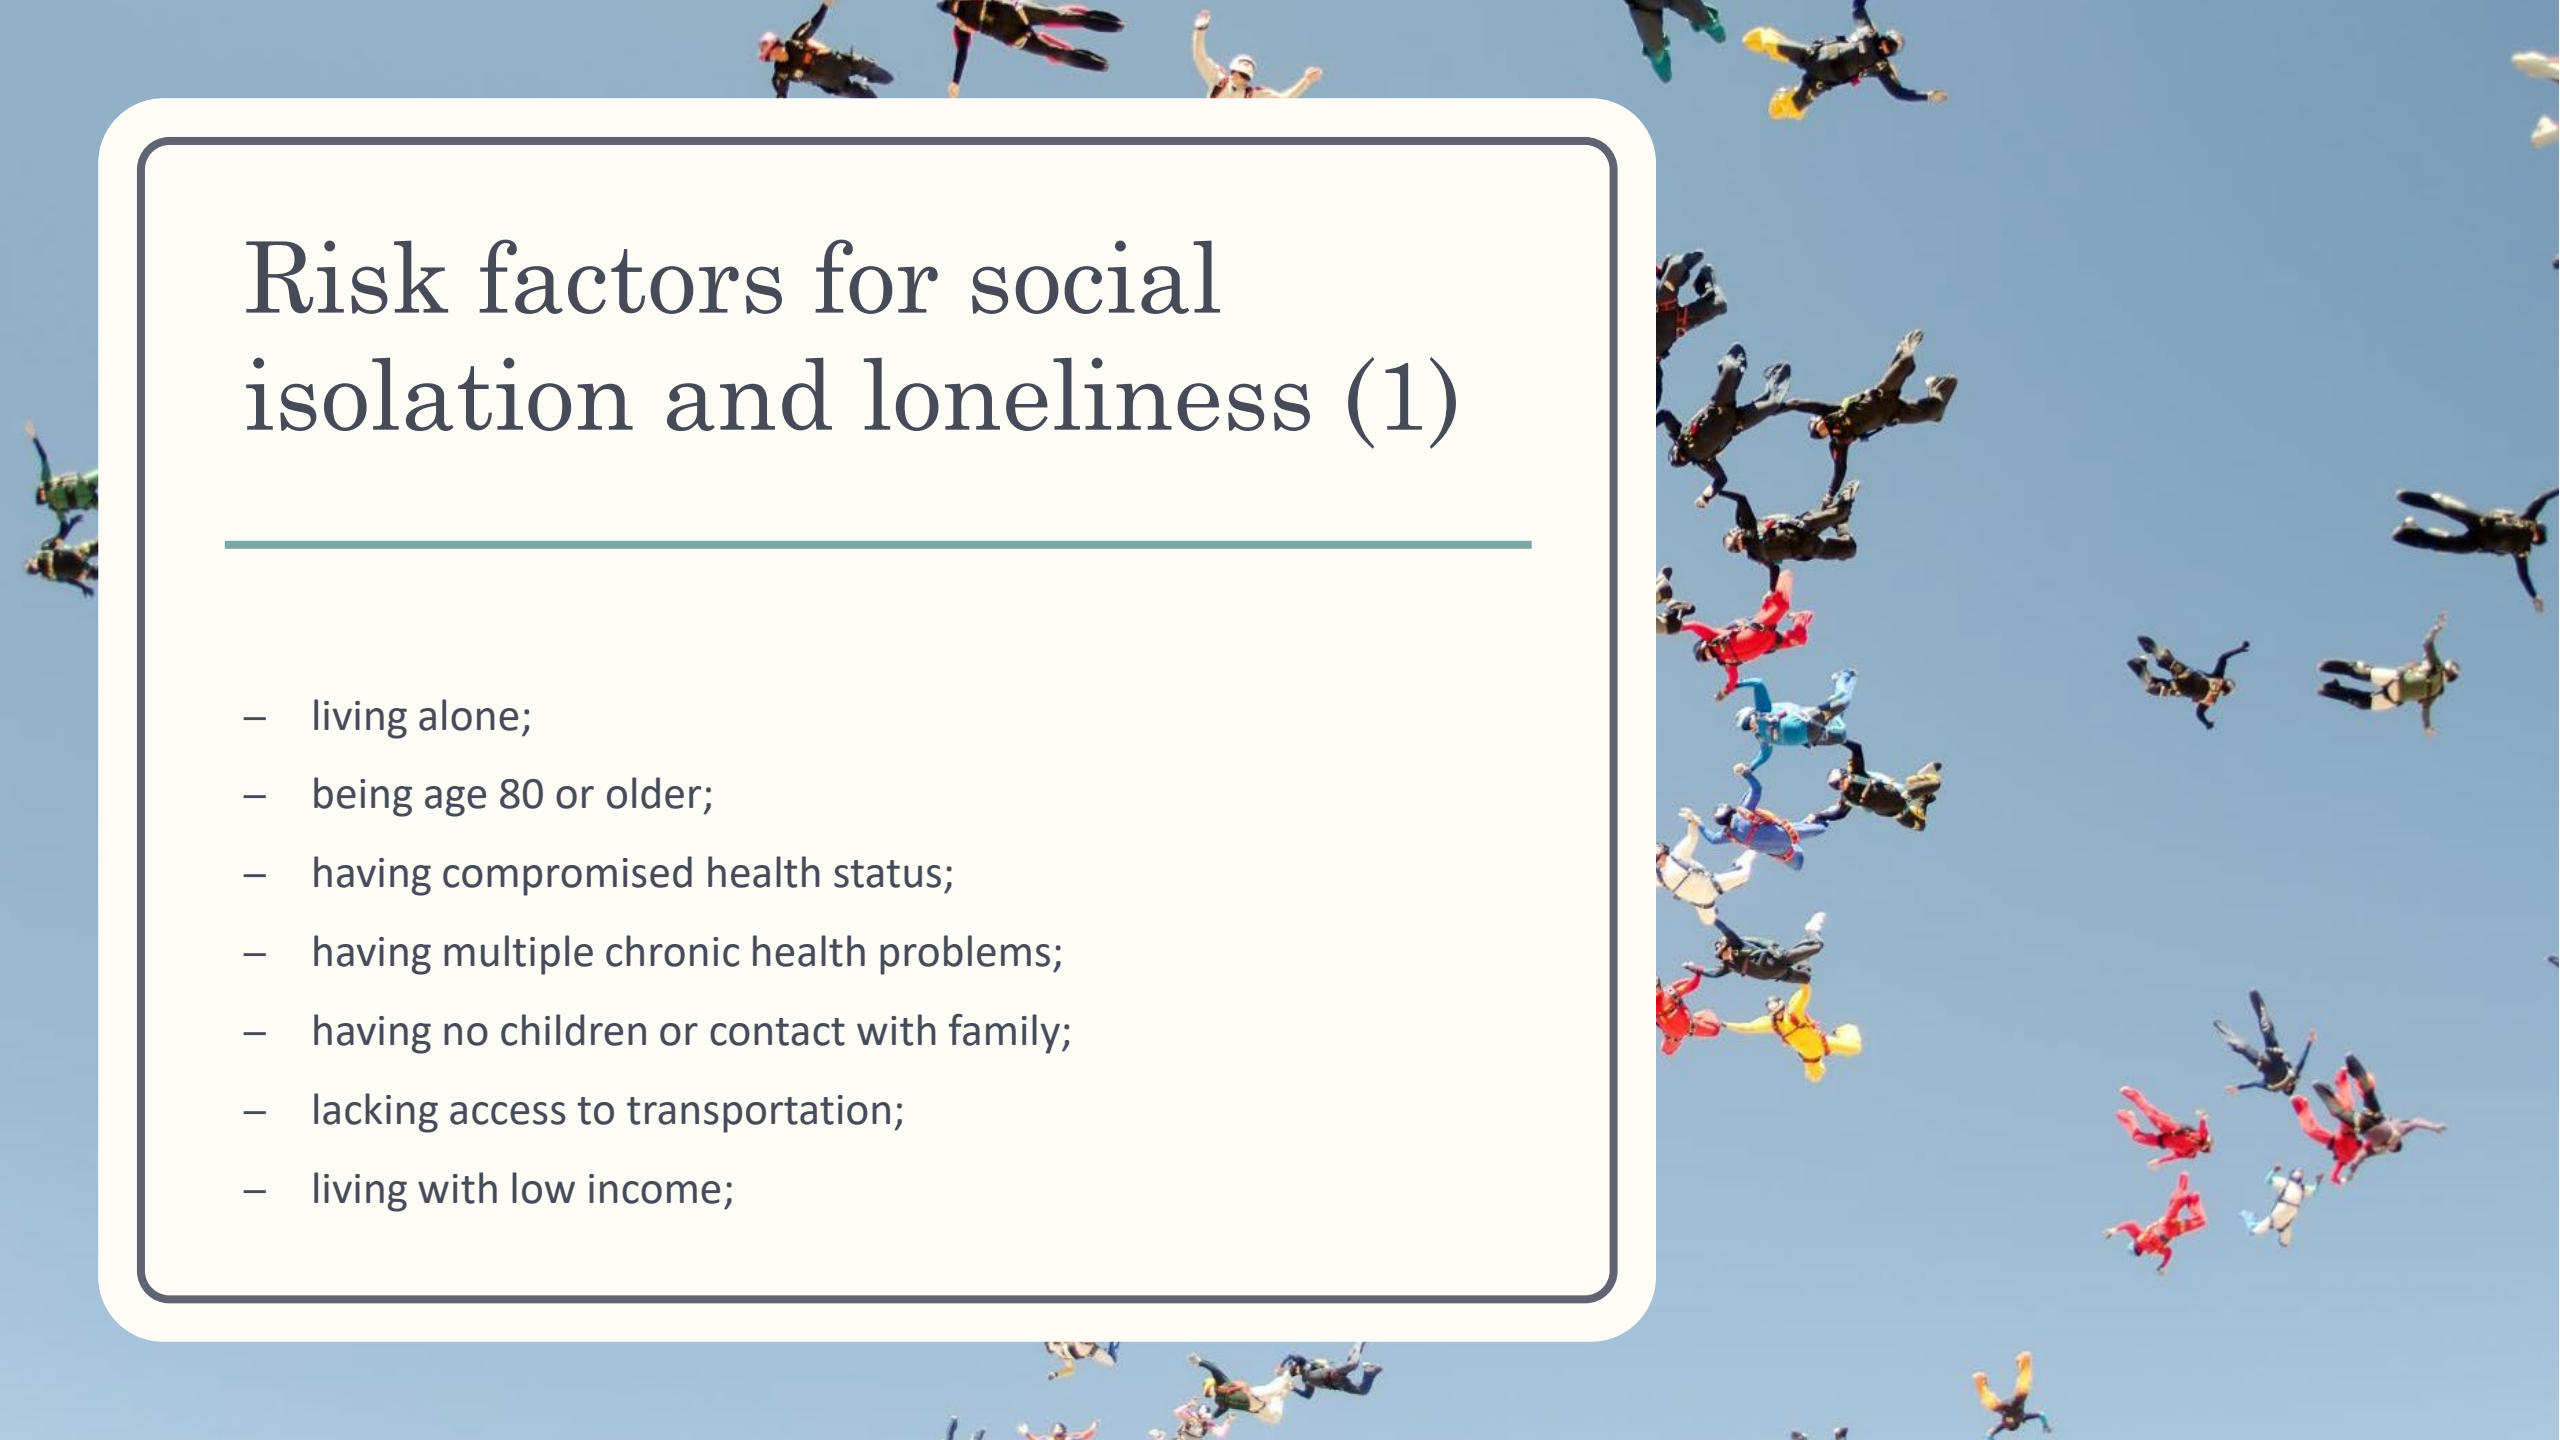 Risk factors for social
isolation and loneliness (1)
– living alone;
– being age 80 or older;
– having compromised health status;
– having multiple chronic health problems;
– having no children or contact with family;
– lacking access to transportation;
– living with low income;